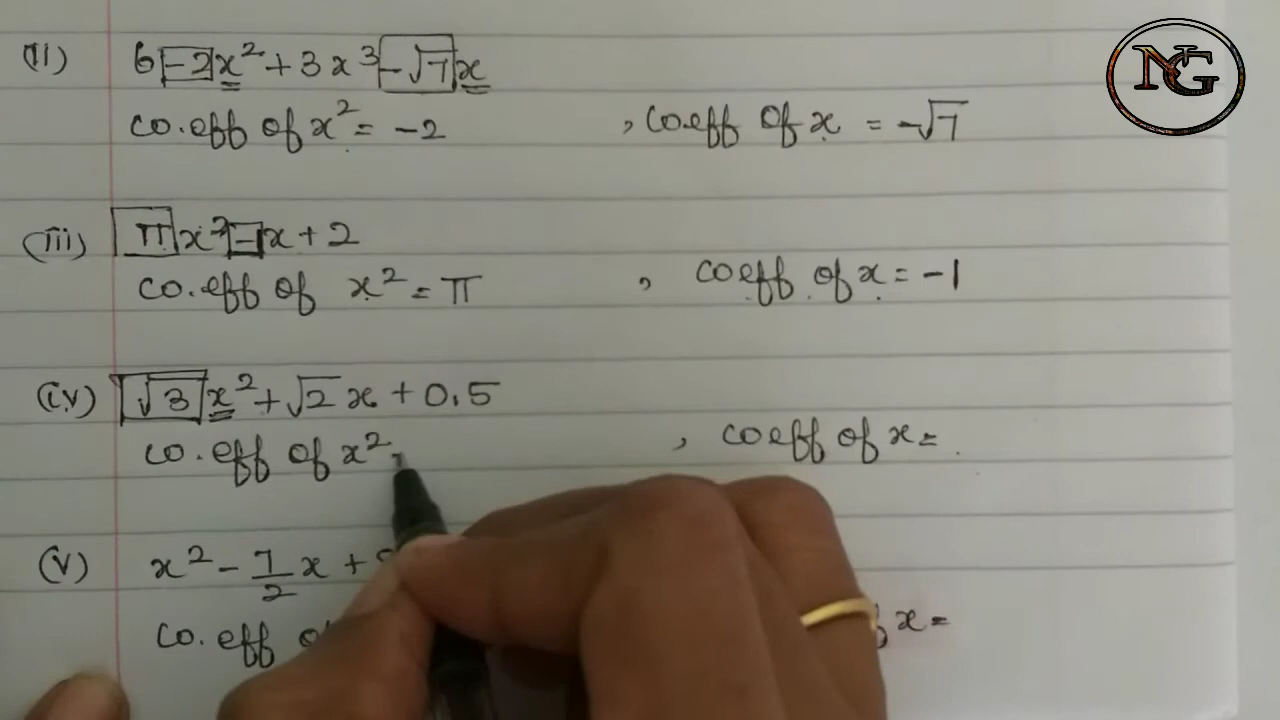 (ii) 6-2x²+3x³-√7x
co.eff of x² = -2 , co.eff of x = -√7
(iii) πx²-x+2
co.eff of x² = π , coeff of x = -1
(iv) √3x²+√2x+0.5
co.eff of x² , coeff of x =
(v) x² - 7/2 x +
co.eff x =
NGT